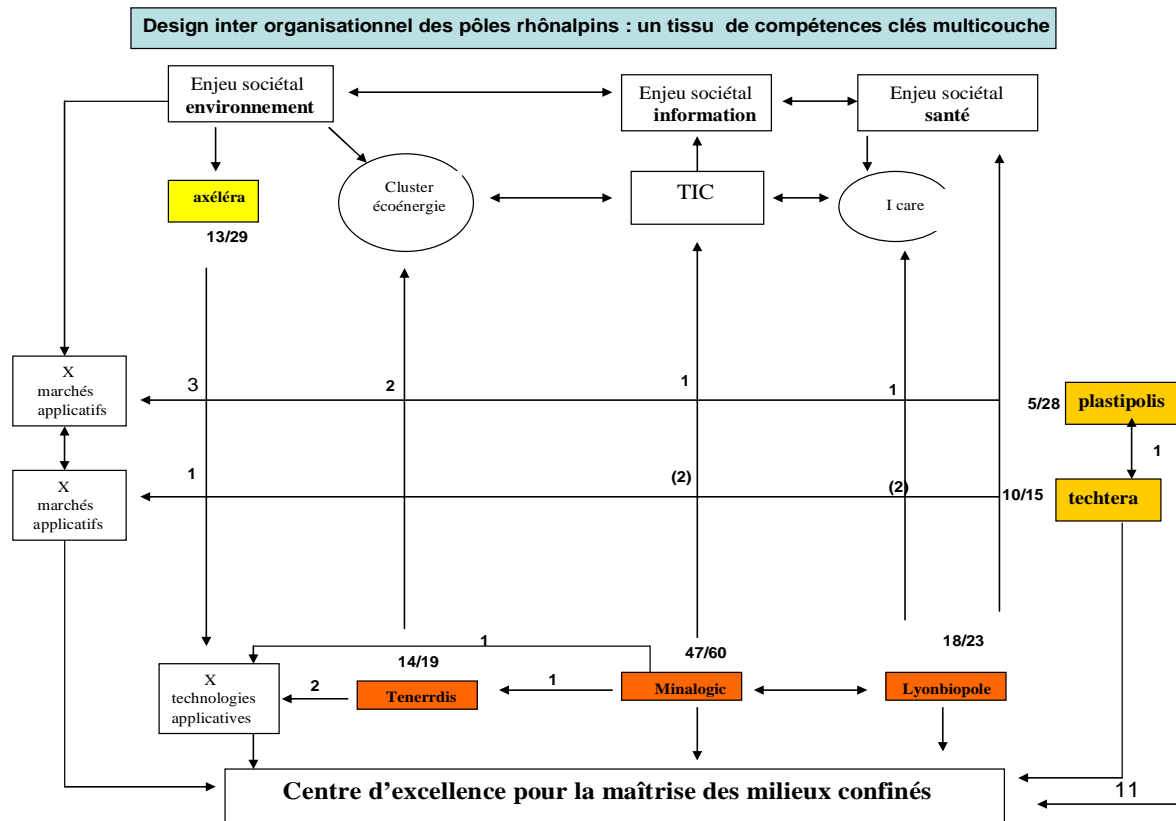 Design inter organisationnel des pôles rhônalpins : un tissu de compétences clés multicouche
Enjeu sociétal
environnement
Enjeu sociétal
information
Enjeu sociétal
santé
axéléra
13/29
Cluster
écoénergie
TIC
I care
X
marchés
applicatifs
3
2
1
1
5/28
plastipolis
1
X
marchés
applicatifs
1
(2)
(2)
10/15
techtera
X
technologies
applicatives
2
1
14/19
Tenerrdis
1
47/60
Minalogic
18/23
Lyonbiopole
Centre d'excellence pour la maîtrise des milieux confinés
11